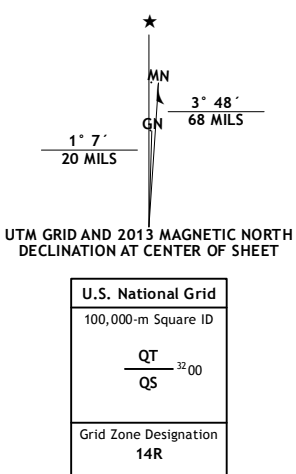 ★
MN
3° 48´
68 MILS
GN
1° 7´
20 MILS
UTM GRID AND 2013 MAGNETIC NORTH
DECLINATION AT CENTER OF SHEET
U.S. National Grid
100,000-m Square ID
QT
3200
QS
Grid Zone Designation
14R